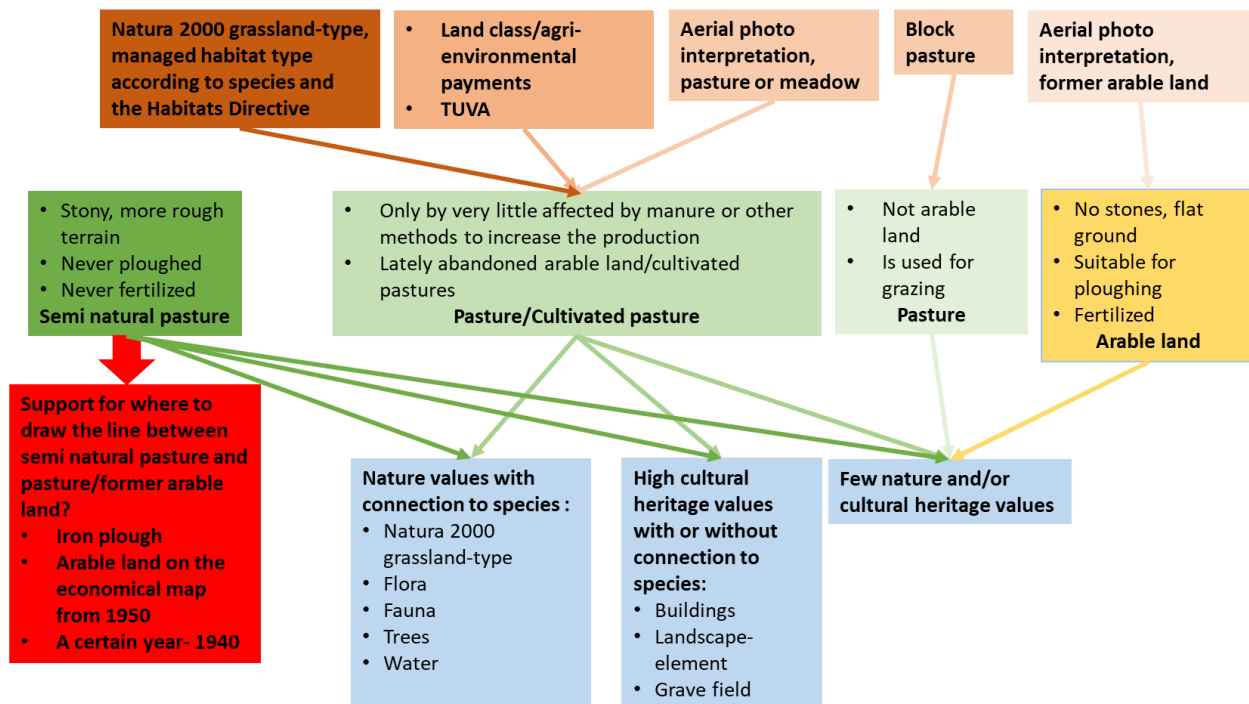 Natura 2000 grassland-type,
managed habitat type
according to species and
the Habitats Directive
• Land class/agri-
environmental
payments
• TUVA
Aerial photo
interpretation,
pasture or meadow
Block
pasture
Aerial photo
interpretation,
former arable land
• Stony, more rough
terrain
• Never ploughed
• Never fertilized
Semi natural pasture
• Only by very little affected by manure or other
methods to increase the production
• Lately abandoned arable land/cultivated
pastures
Pasture/Cultivated pasture
• Not arable
land
• Is used for
grazing
Pasture
• No stones, flat
ground
• Suitable for
ploughing
• Fertilized
Arable land
Support for where to
draw the line between
semi natural pasture and
pasture/former arable
land?
• Iron plough
• Arable land on the
economical map
from 1950
• A certain year- 1940
Nature values with
connection to species :
• Natura 2000
grassland-type
• Flora
• Fauna
• Trees
• Water
High cultural
heritage values
with or without
connection to
species:
• Buildings
• Landscape-
element
• Grave field
Few nature and/or
cultural heritage values